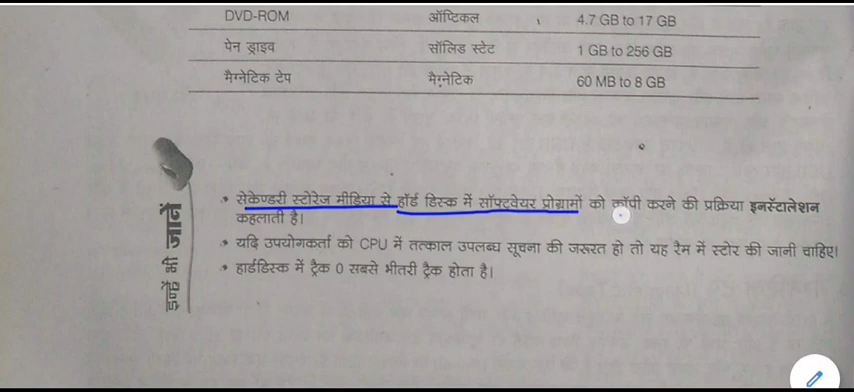 DVD-ROM ऑप्टिकल 4.7 GB to 17 GB
पेन ड्राइव सॉलिड स्टेट 1 GB to 256 GB
मैग्नेटिक टेप मैग्नेटिक 60 MB to 8 GB
इन्हें भी जानें
• सेकेण्डरी स्टोरेज मीडिया से हॉर्ड डिस्क में सॉफ्टवेयर प्रोग्रामों को कॉपी करने की प्रक्रिया इनस्टॅालेशन
कहलाती है।
• यदि उपयोगकर्ता को CPU में तत्काल उपलब्ध सूचना की जरूरत हो तो यह रैम में स्टोर की जानी चाहिए।
• हार्डडिस्क में ट्रैक 0 सबसे भीतरी ट्रैक होता है।